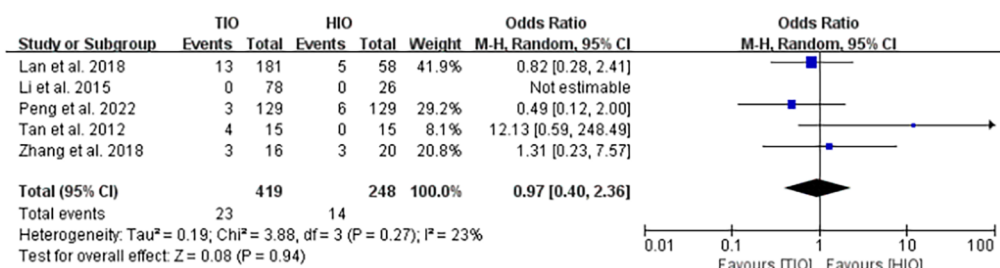 TIO HIO Odds Ratio Odds Ratio
Study or Subgroup Events Total Events Total Weight M-H, Random, 95% CI M-H, Random, 95% CI
Lan et al. 2018 13 181 5 58 41.9% 0.82 [0.28, 2.41]
Li et al. 2015 0 78 0 26 Not estimable
Peng et al. 2022 3 129 6 129 29.2% 0.49 [0.12, 2.00]
Tan et al. 2012 4 15 0 15 8.1% 12.13 [0.59, 248.49]
Zhang et al. 2018 3 16 3 20 20.8% 1.31 [0.23, 7.57]
Total (95% CI) 419 248 100.0% 0.97 [0.40, 2.36]
Total events 23 14
Heterogeneity: Tau² = 0.19; Chi² = 3.88, df = 3 (P = 0.27); I² = 23%
Test for overall effect: Z = 0.08 (P = 0.94)
0.01 0.1 1 10 100
Favours [TIO] Favours [HIO]